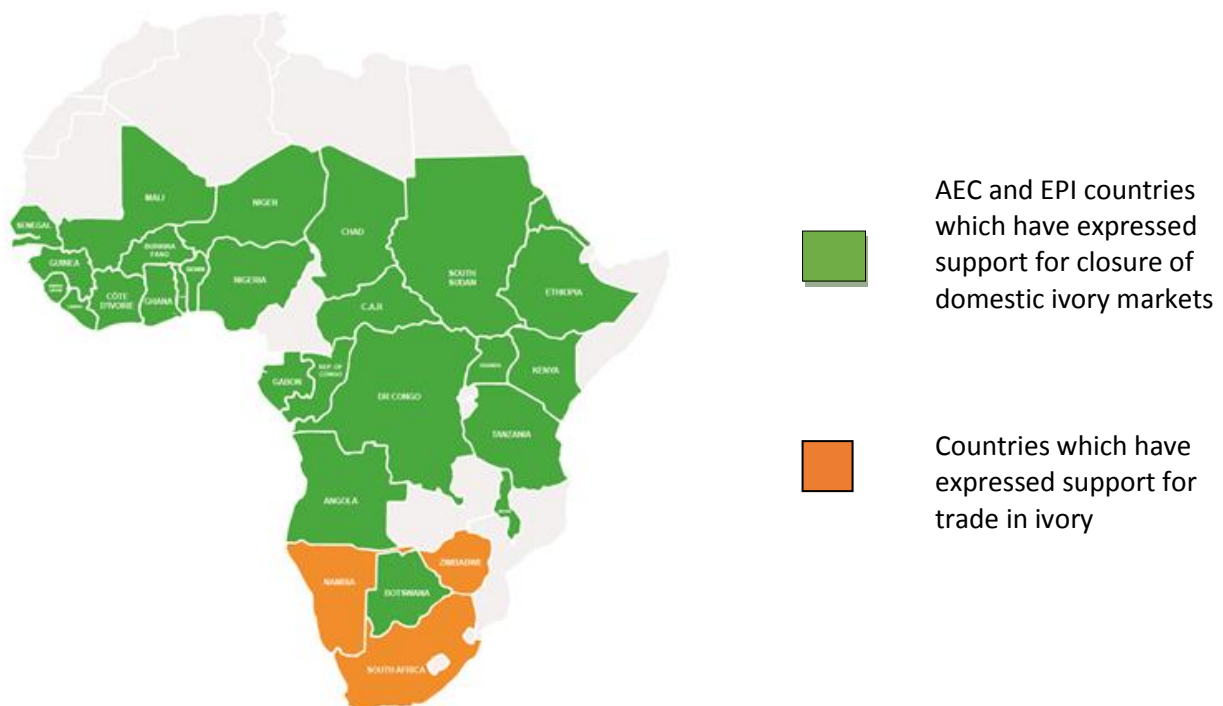 MALI
NIGER
CHAD
SENEGAL
BURKINA
FASO
GUINEA
BENIN
NIGERIA
SOUTH
SUDAN
ETHIOPIA
CÔTE
D'IVOIRE
GHANA
C.A.R
GABON
REP. OF
CONGO
UGANDA
KENYA
DR CONGO
TANZANIA
ANGOLA
ZIMBABWE
NAMIBIA
BOTSWANA
SOUTH AFRICA
AEC and EPI countries
which have expressed
support for closure of
domestic ivory markets
Countries which have
expressed support for
trade in ivory